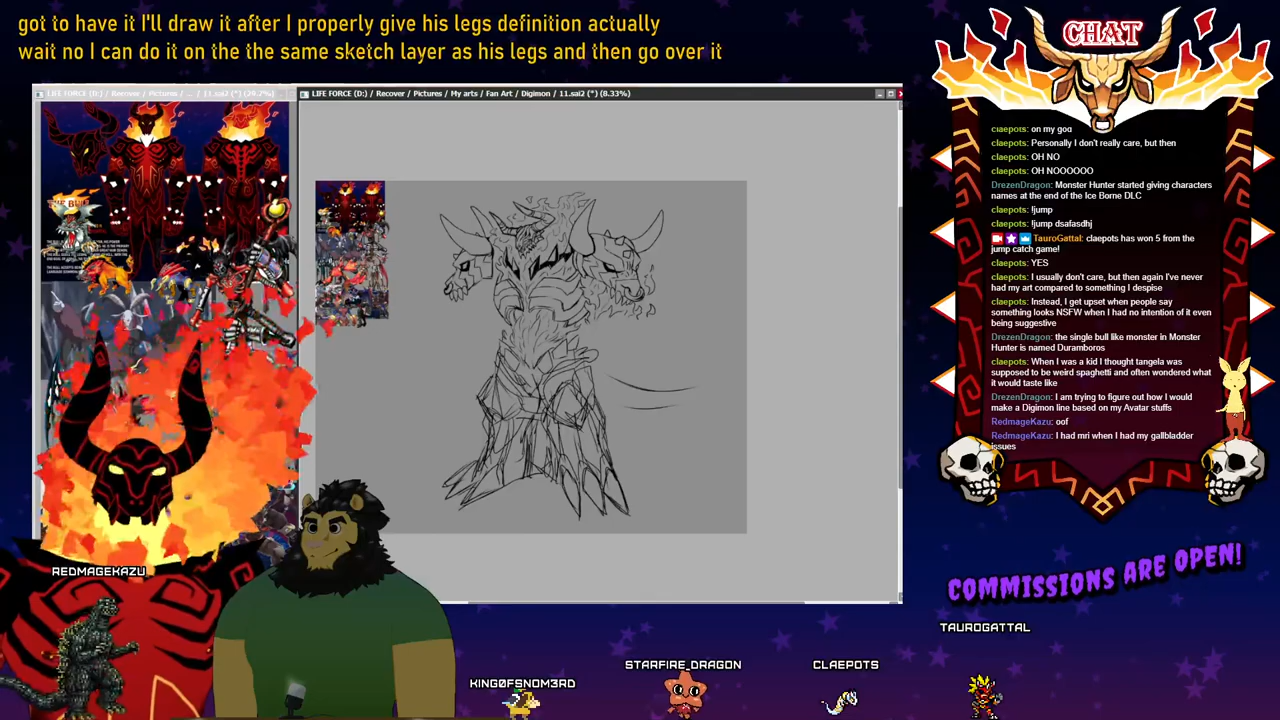 got to have it I'll draw it after I properly give his legs definition actually
wait no I can do it on the the same sketch layer as his legs and then go over it
CHAT
LIFE FORCE (D:) / Recover / Pictures / ... / 11.sai2 (*) (29.2%)
LIFE FORCE (D:) / Recover / Pictures / My arts / Fan Art / Digimon / 11.sai2 (*) (8.33%)
claepots: on my god
claepots: Personally I don't really care, but then
claepots: OH NO
claepots: OH NOOOOOO
DrezenDragon: Monster Hunter started giving characters
names at the end of the Ice Borne DLC
claepots: !jump
claepots: !jump dsafasdhj
TauroGattal: claepots has won 5 from the
jump catch game!
claepots: YES
claepots: I usually don't care, but then again I've never
had my art compared to something I despise
claepots: Instead, I get upset when people say
something looks NSFW when I had no intention of it even
being suggestive
DrezenDragon: the single bull like monster in Monster
Hunter is named Duramboros
claepots: When I was a kid I thought tangela was
supposed to be weird spaghetti and often wondered what
it would taste like
DrezenDragon: I am trying to figure out how I would
make a Digimon line based on my Avatar stuffs
RedmageKazu: oof
RedmageKazu: I had mri when I had my gallbladder
issues
COMMISSIONS ARE OPEN!
REDMAGEKAZU
TAUROGATTAL
STARFIRE_DRAGON
CLAEPOTS
KING0FSNOM3RD